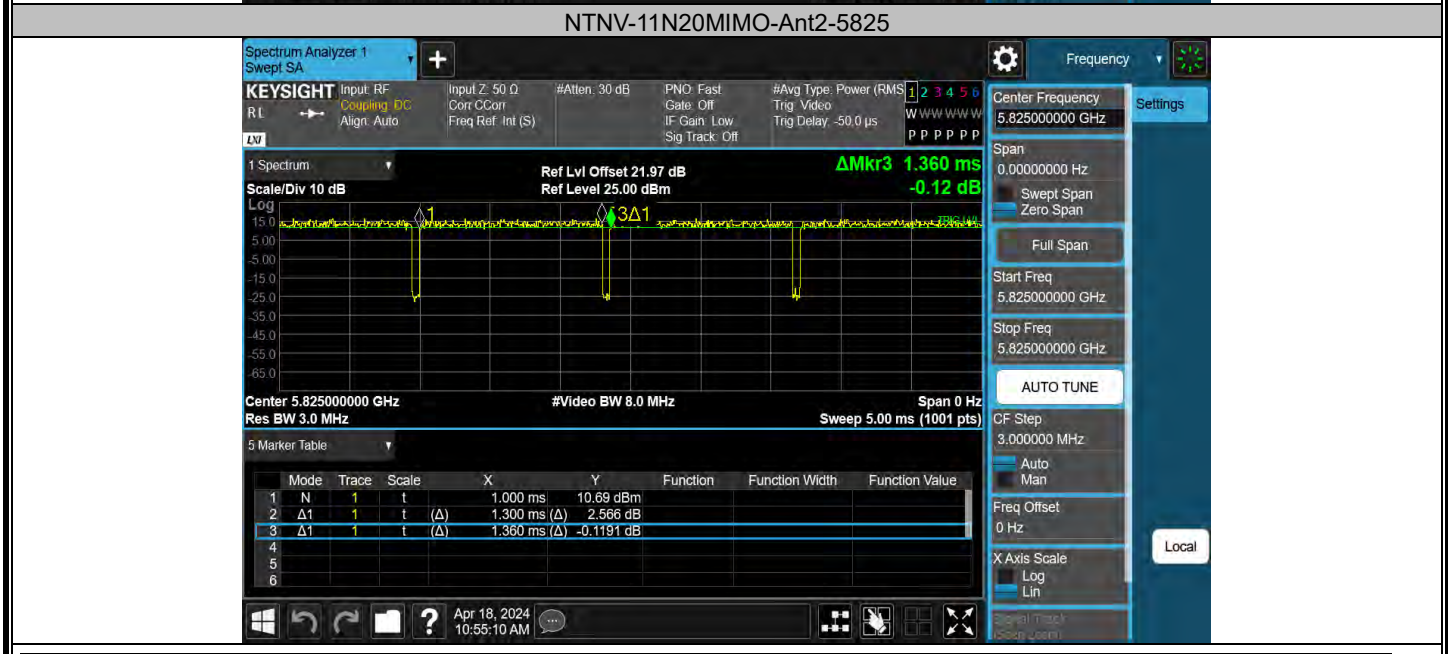 NTNV-11N20MIMO-Ant2-5825
Spectrum Analyzer 1
Swept SA
Frequency
KEYSIGHT
RL
LXI
Input: RF
Coupling: DC
Align: Auto
Input Z: 50 Ω
Corr CCorr
Freq Ref: Int (S)
#Atten: 30 dB
PNO: Fast
Gate: Off
IF Gain: Low
Sig Track: Off
#Avg Type: Power (RMS
Trig: Video
Trig Delay: -50.0 µs
1 2 3 4 5 6
W W W W W W
P P P P P P
1 Spectrum
Scale/Div 10 dB
Ref Lvl Offset 21.97 dB
Ref Level 25.00 dBm
ΔMkr3 1.360 ms
-0.12 dB
Log
1
3Δ1
TRIG LVL
15.0
5.00
-5.00
-15.0
-25.0
-35.0
-45.0
-55.0
-65.0
Center 5.825000000 GHz
#Video BW 8.0 MHz
Span 0 Hz
Res BW 3.0 MHz
Sweep 5.00 ms (1001 pts)
5 Marker Table
Mode Trace Scale X Y Function Function Width Function Value
1 N 1 t 1.000 ms 10.69 dBm
2 Δ1 1 t (Δ) 1.300 ms (Δ) 2.566 dB
3 Δ1 1 t (Δ) 1.360 ms (Δ) -0.1191 dB
4
5
6
Apr 18, 2024
10:55:10 AM
Center Frequency
5.825000000 GHz
Settings
Span
0.00000000 Hz
Swept Span
Zero Span
Full Span
Start Freq
5.825000000 GHz
Stop Freq
5.825000000 GHz
AUTO TUNE
CF Step
3.000000 MHz
Auto
Man
Freq Offset
0 Hz
X Axis Scale
Log
Lin
Local
Signal Track
(Span Zoom)